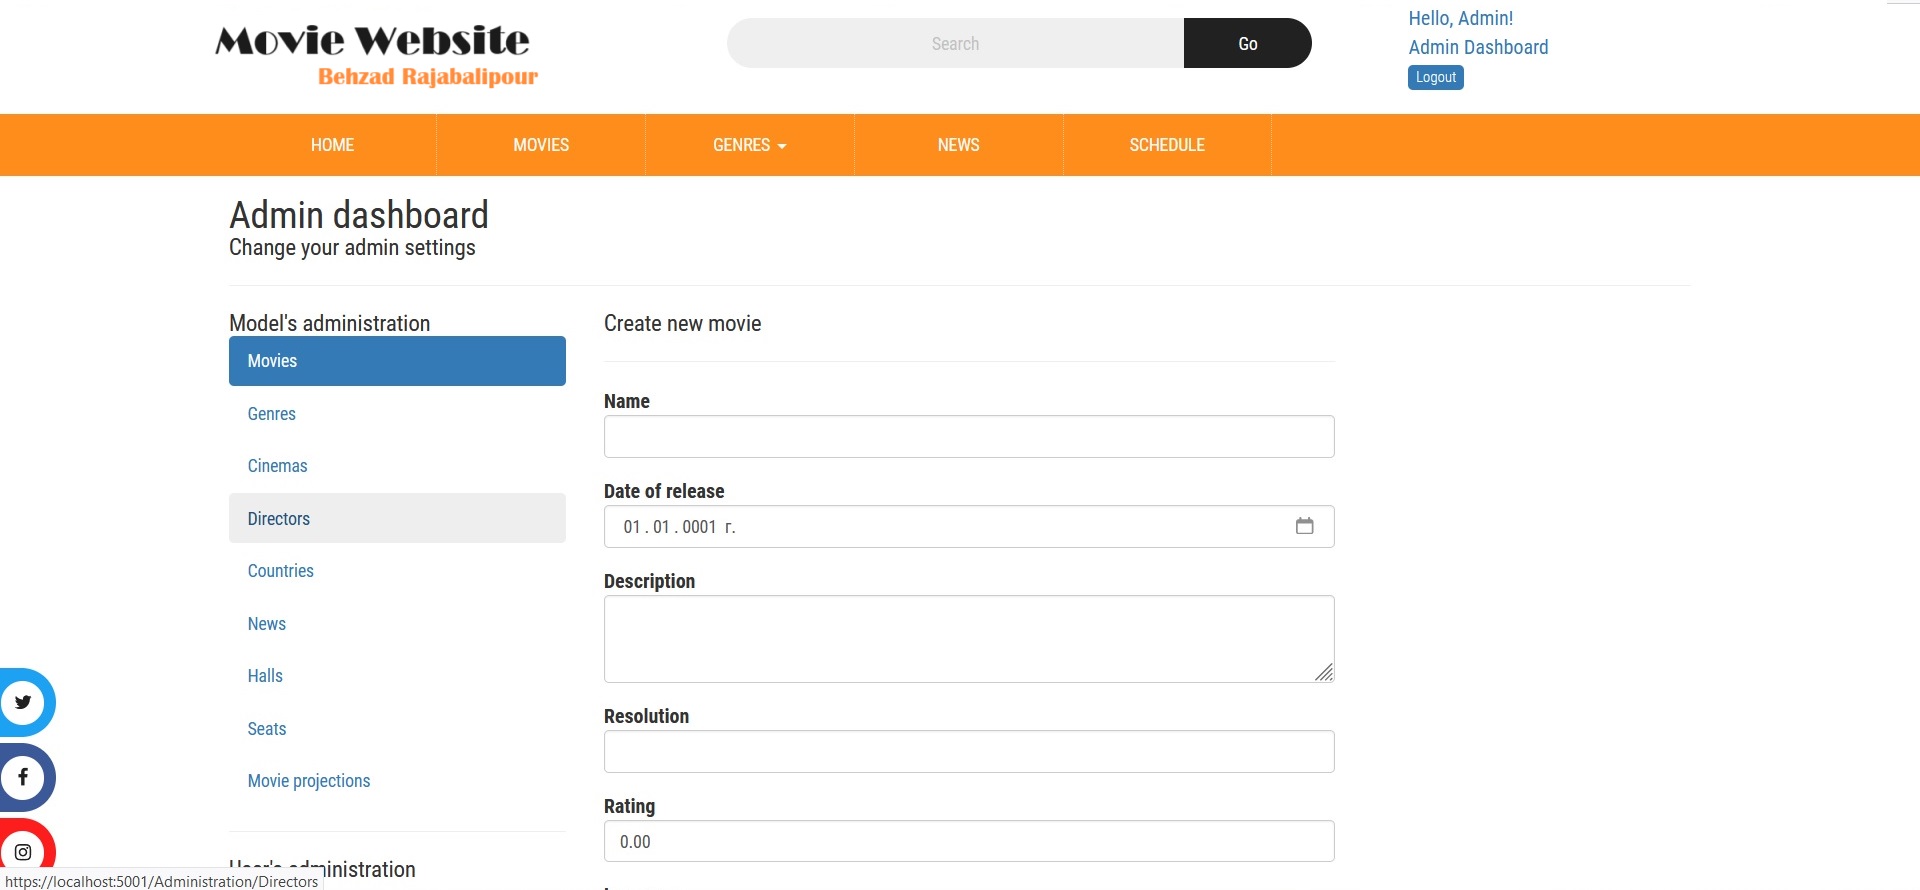 Movie Website
Behzad Rajabalipour
Search
Go
Hello, Admin!
Admin Dashboard
Logout
HOME
MOVIES
GENRES
NEWS
SCHEDULE
Admin dashboard
Change your admin settings
Model's administration
Movies
Genres
Cinemas
Directors
Countries
News
Halls
Seats
Movie projections
User's administration
Create new movie
Name
Date of release
01 . 01 . 0001 г.
Description
Resolution
Rating
0.00
https://localhost:5001/Administration/Directors